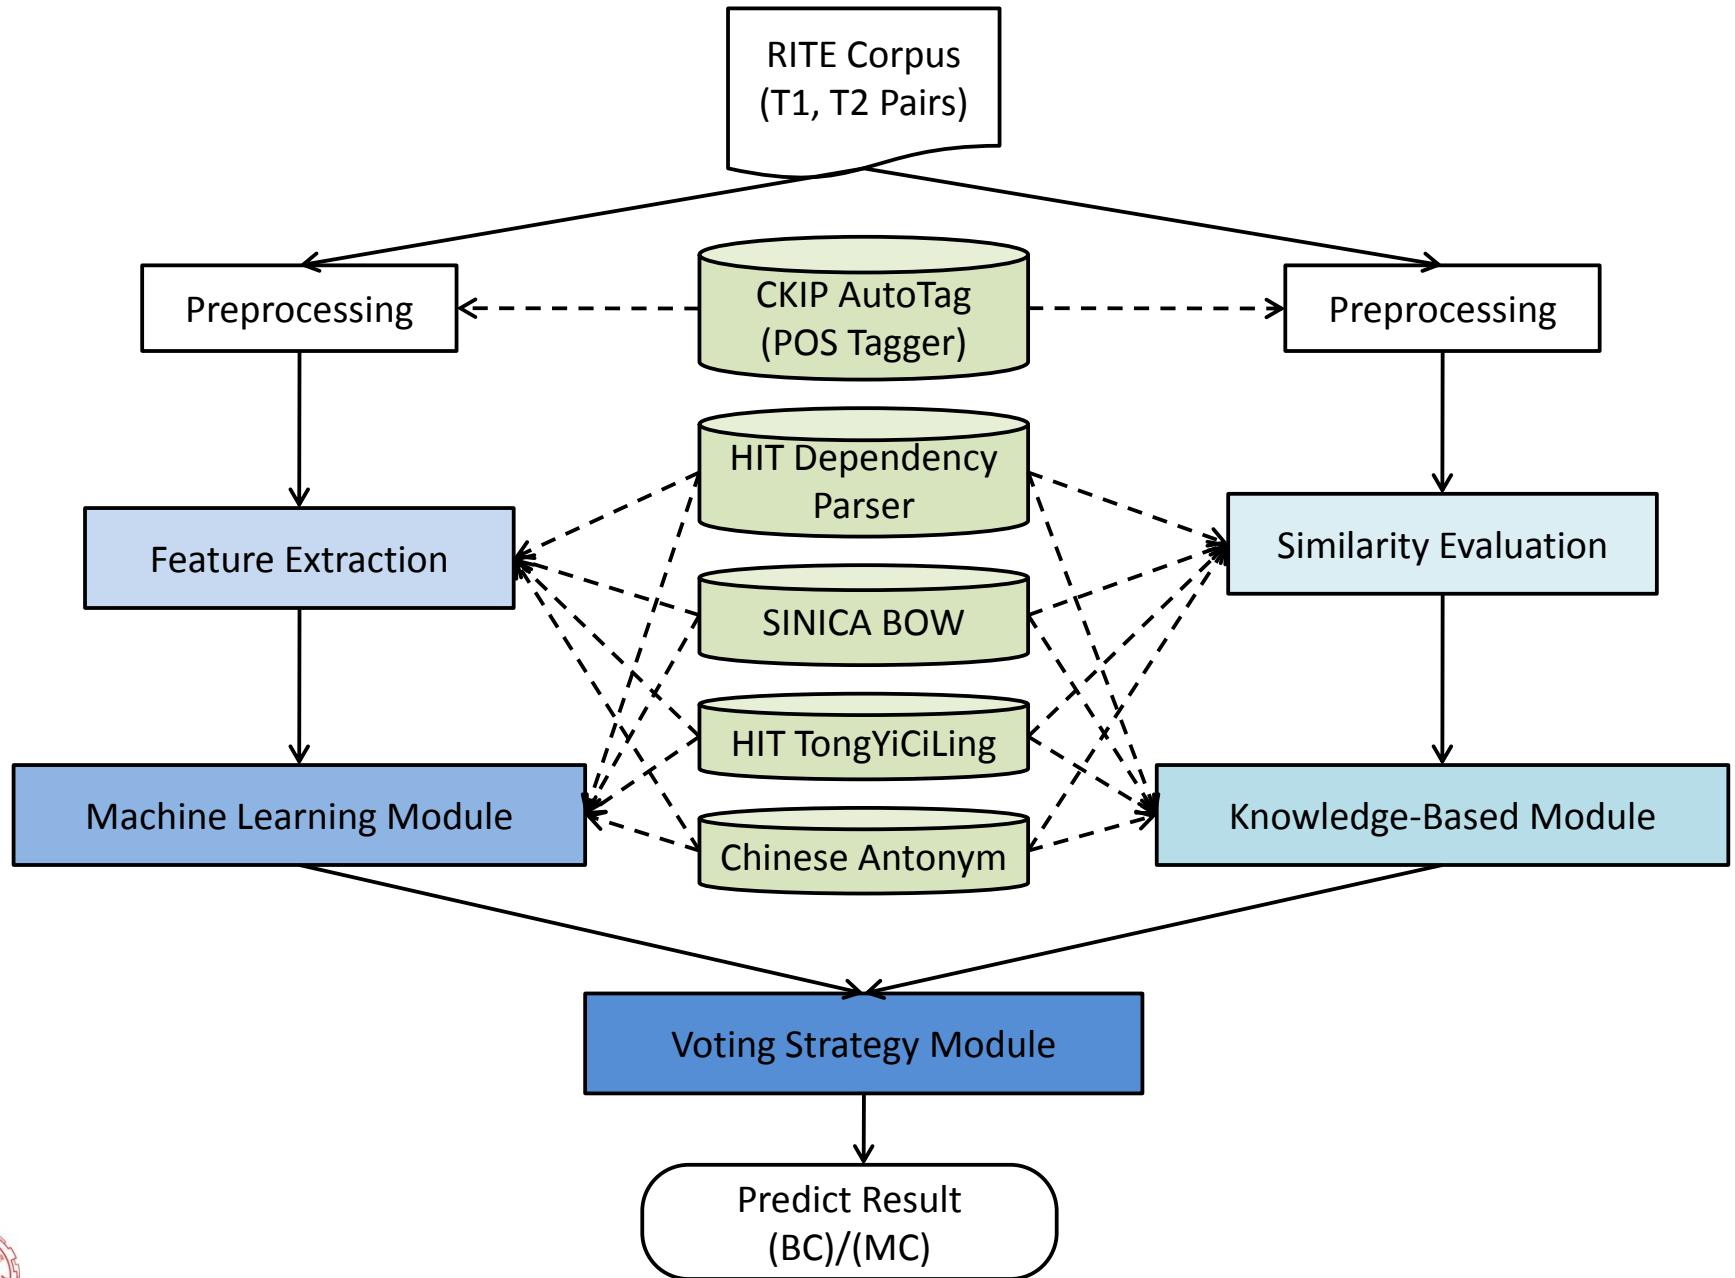 RITE Corpus
(T1, T2 Pairs)
Preprocessing
CKIP AutoTag
(POS Tagger)
Preprocessing
HIT Dependency
Parser
Feature Extraction
Similarity Evaluation
SINICA BOW
HIT TongYiCiLing
Machine Learning Module
Knowledge-Based Module
Chinese Antonym
Voting Strategy Module
Predict Result
(BC)/(MC)